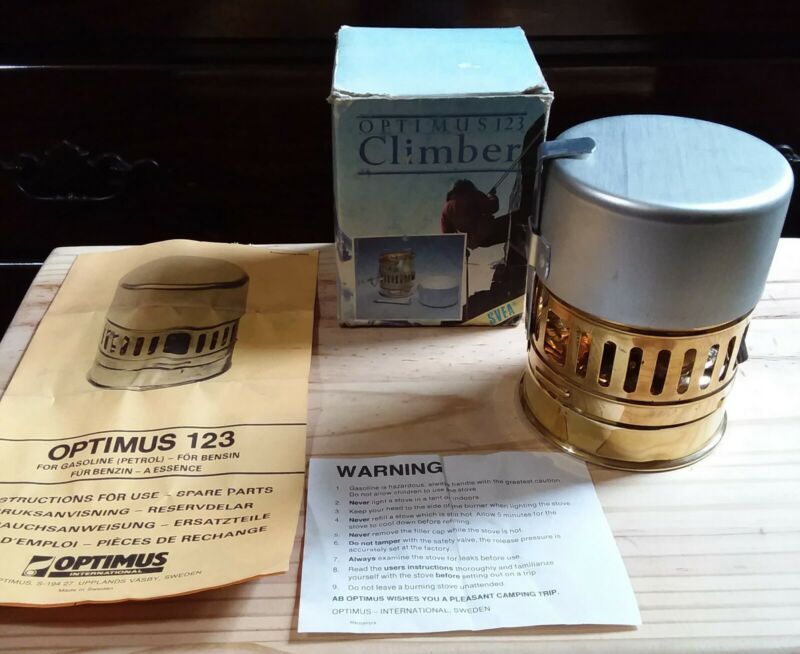 OPTIMUS 123
Climber
SVEA
OPTIMUS 123
FOR GASOLINE (PETROL) – FÖR BENSIN
FÜR BENZIN – A ESSENCE
INSTRUCTIONS FOR USE – SPARE PARTS
BRUKSANVISNING – RESERVDELAR
GEBRAUCHSANWEISUNG – ERSATZTEILE
D'EMPLOI – PIÈCES DE RECHANGE
OPTIMUS
INTERNATIONAL
OPTIMUS, S-194 27 UPPLANDS VÄSBY, SWEDEN
Made in Sweden
WARNING
1. Gasoline is hazardous, always handle with the greatest caution.
Do not allow children to use the stove.
2. Never light a stove in a tent or indoors.
3. Keep your head to the side of the burner when lighting the stove.
4. Never refill a stove which is still hot. Allow 5 minutes for the
stove to cool down before refilling.
5. Never remove the filler cap while the stove is hot.
6. Do not tamper with the safety valve, the release pressure is
accurately set at the factory.
7. Always examine the stove for leaks before use.
8. Read the users instructions thoroughly and familiarize
yourself with the stove before setting out on a trip.
9. Do not leave a burning stove unattended.
AB OPTIMUS WISHES YOU A PLEASANT CAMPING TRIP.
OPTIMUS – INTERNATIONAL, SWEDEN